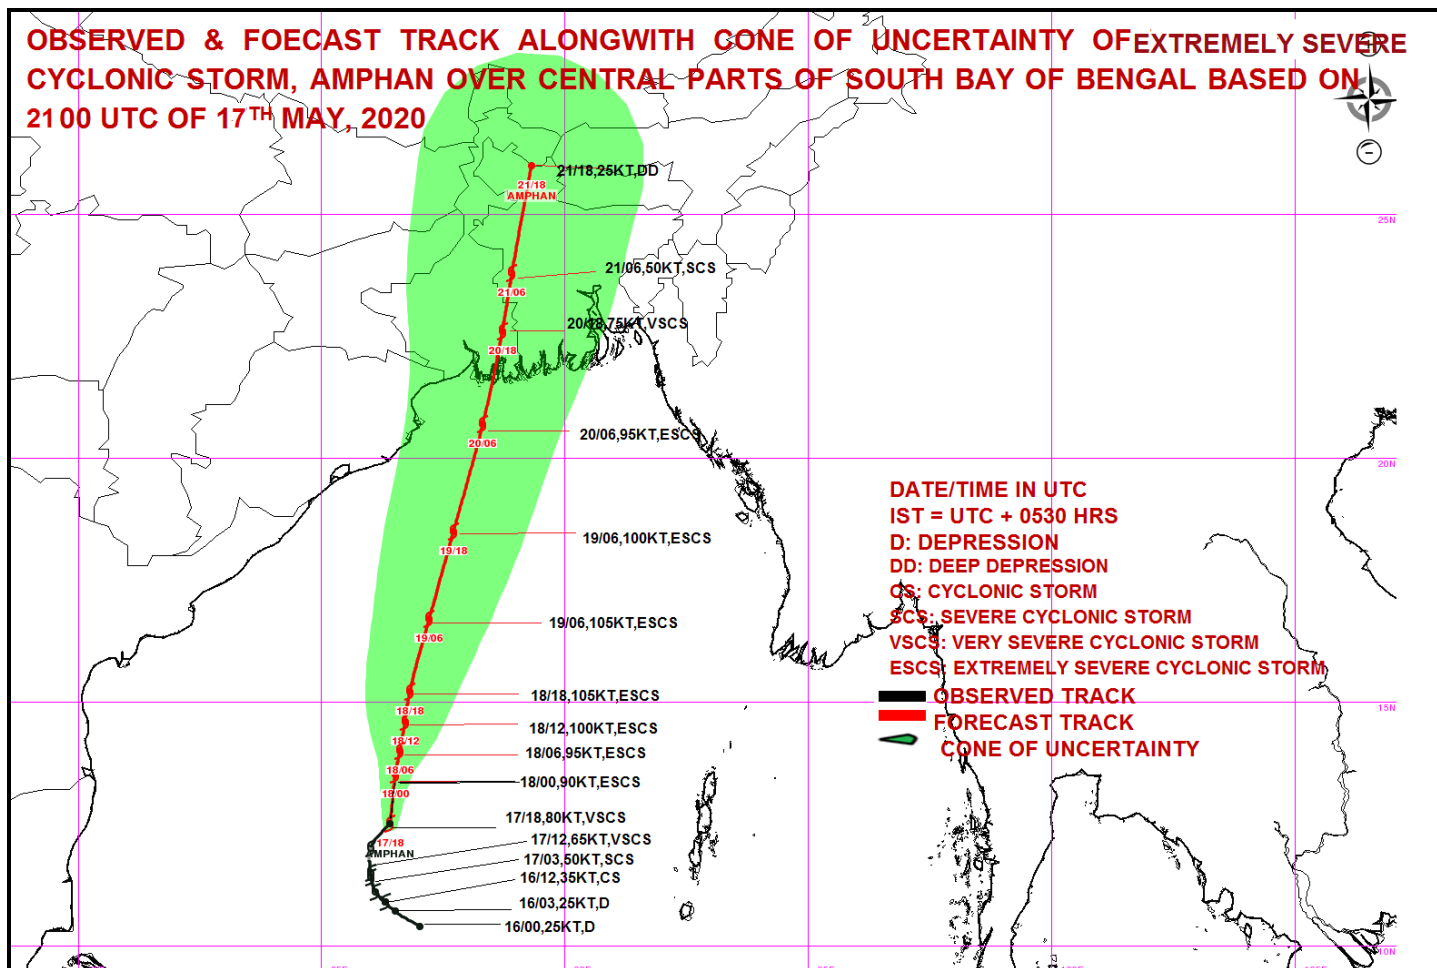 OBSERVED & FOECAST TRACK ALONGWITH CONE OF UNCERTAINTY OF EXTREMELY SEVERE
CYCLONIC STORM, AMPHAN OVER CENTRAL PARTS OF SOUTH BAY OF BENGAL BASED ON
2100 UTC OF 17TH MAY, 2020
21/18,25KT,DD
21/18
AMPHAN
25N
21/06,50KT,SCS
21/06
20/18,75KT,VSCS
20/18
20/06,95KT,ESCS
20/06
20N
DATE/TIME IN UTC
IST = UTC + 0530 HRS
D: DEPRESSION
DD: DEEP DEPRESSION
CS: CYCLONIC STORM
SCS: SEVERE CYCLONIC STORM
VSCS: VERY SEVERE CYCLONIC STORM
ESCS: EXTREMELY SEVERE CYCLONIC STORM
OBSERVED TRACK
FORECAST TRACK
CONE OF UNCERTAINTY
19/06,100KT,ESCS
19/18
19/06,105KT,ESCS
19/06
18/18,105KT,ESCS
18/18
15N
18/12,100KT,ESCS
18/12
18/06,95KT,ESCS
18/06
18/00,90KT,ESCS
18/00
17/18,80KT,VSCS
17/18
AMPHAN
17/12,65KT,VSCS
17/03,50KT,SCS
16/12,35KT,CS
16/03,25KT,D
16/00,25KT,D
10N